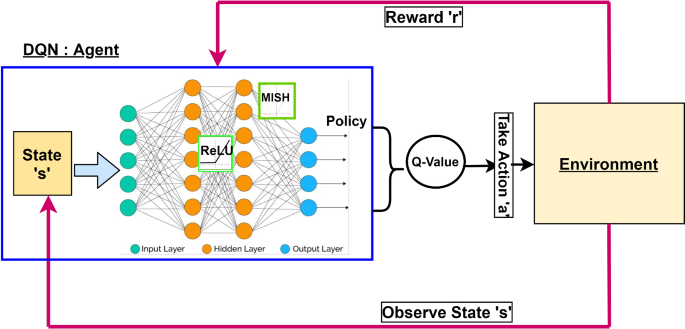 Reward 'r'
DQN : Agent
MISH
Policy
ReLU
State
's'
Q-Value
Take Action 'a'
Environment
Input Layer
Hidden Layer
Output Layer
Observe State 's'